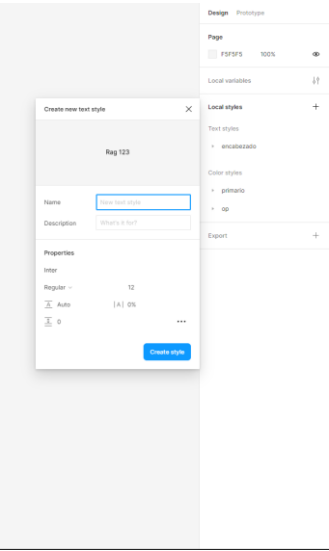 Design Prototype
Page
F5F5F5 100%
Local variables
Local styles
Text styles
encabezado
Color styles
primario
op
Export
Create new text style
Rag 123
Name New text style
Description What's it for?
Properties
Inter
Regular 12
A Auto |A| 0%
0
Create style